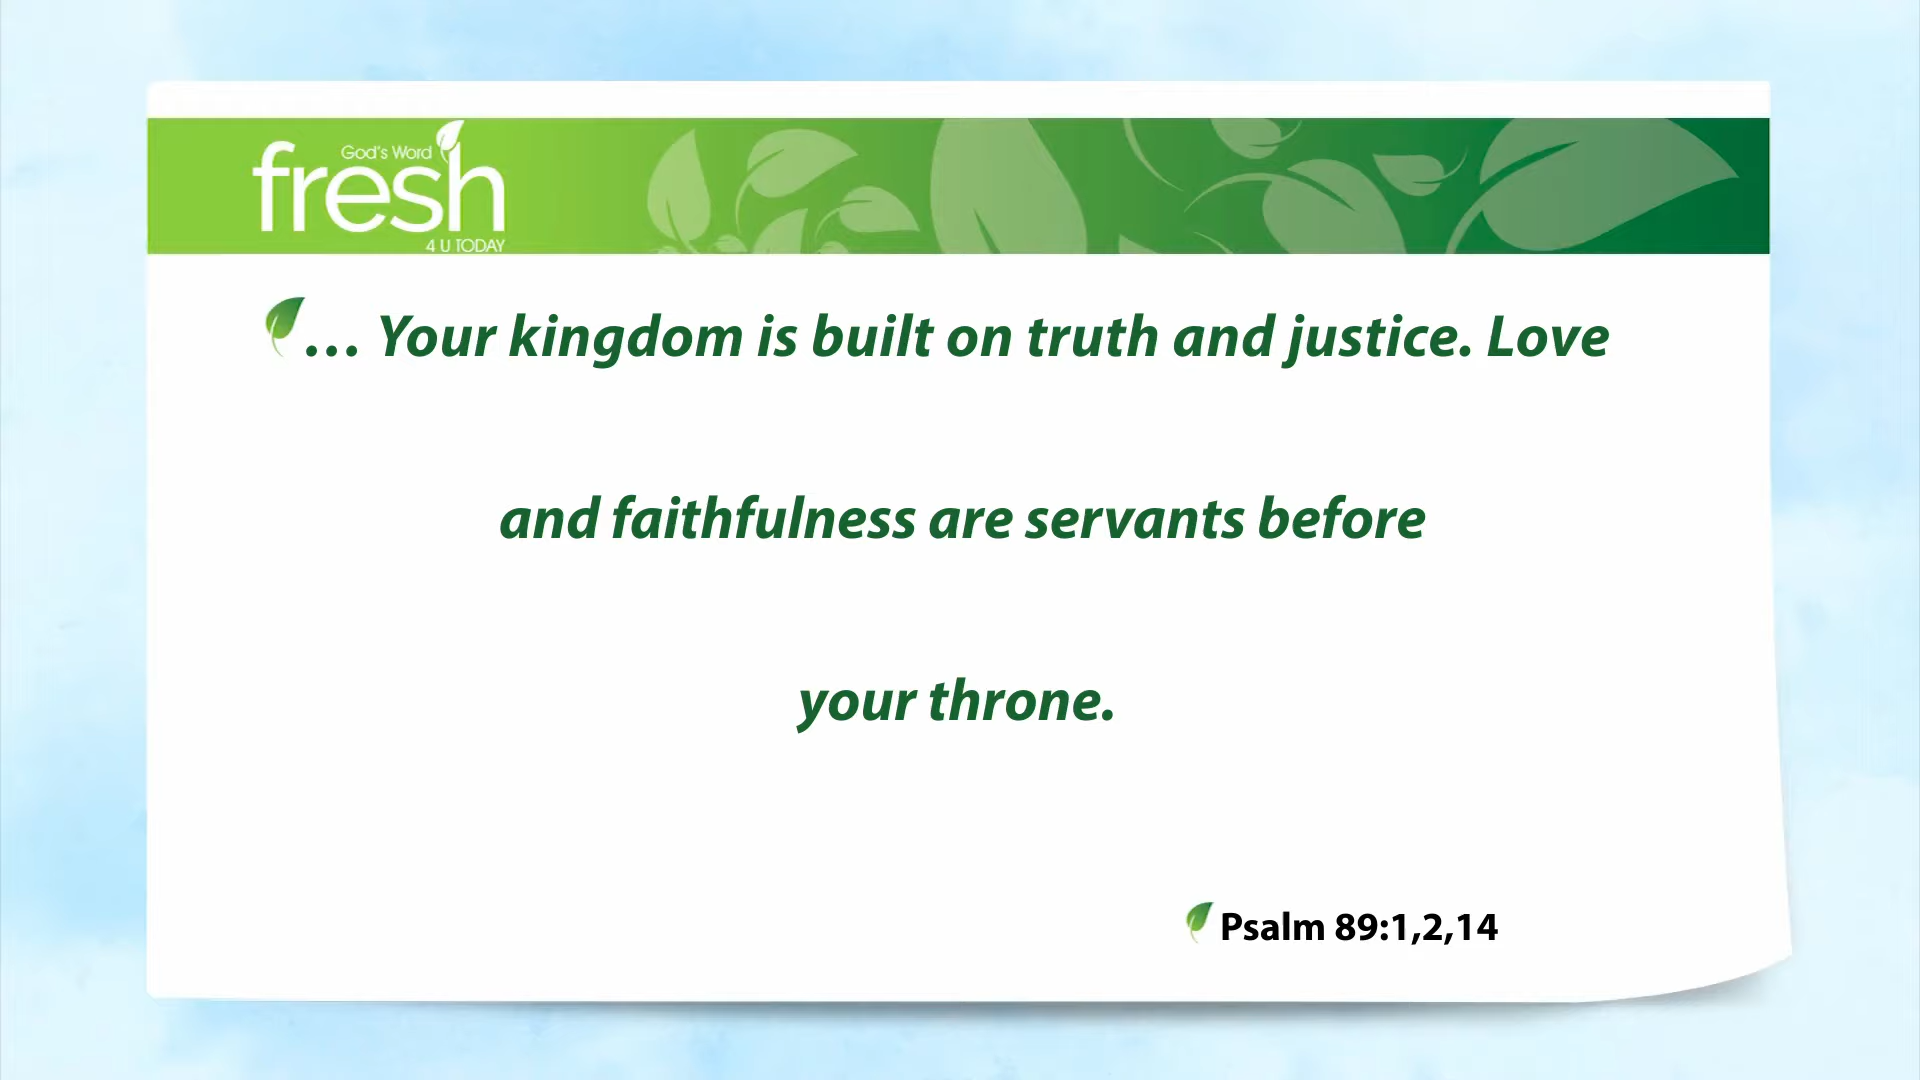 God's Word
fresh
4 U TODAY
... Your kingdom is built on truth and justice. Love
and faithfulness are servants before
your throne.
Psalm 89:1,2,14